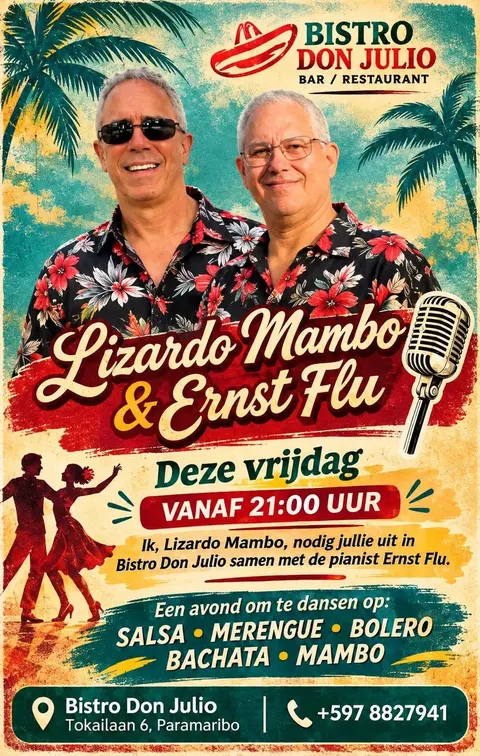 BISTRO
DON JULIO
BAR / RESTAURANT
Lizardo Mambo
& Ernst Flu
Deze vrijdag
VANAF 21:00 UUR
Ik, Lizardo Mambo, nodig jullie uit in
Bistro Don Julio samen met de pianist Ernst Flu.
Een avond om te dansen op:
SALSA • MERENGUE • BOLERO
BACHATA • MAMBO
Bistro Don Julio
Tokailaan 6, Paramaribo
+597 8827941